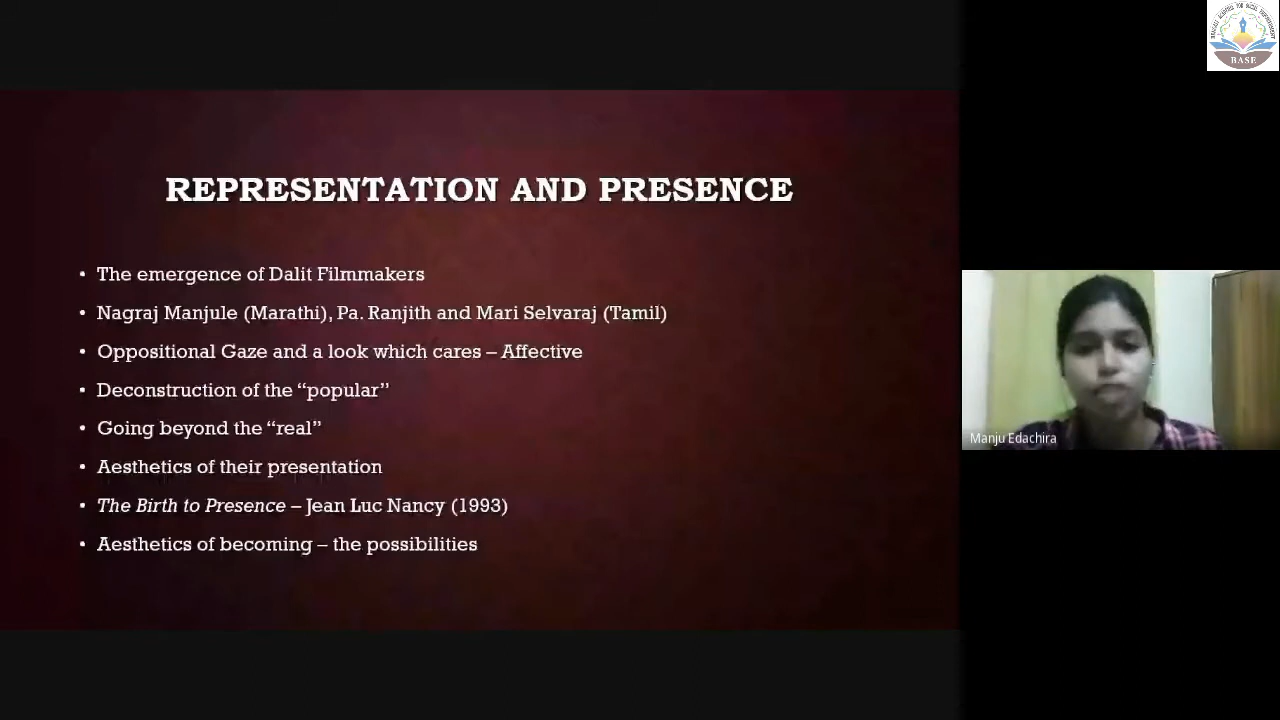 REPRESENTATION AND PRESENCE
• The emergence of Dalit Filmmakers
• Nagraj Manjule (Marathi), Pa. Ranjith and Mari Selvaraj (Tamil)
• Oppositional Gaze and a look which cares – Affective
• Deconstruction of the “popular”
• Going beyond the “real”
• Aesthetics of their presentation
• The Birth to Presence – Jean Luc Nancy (1993)
• Aesthetics of becoming – the possibilities
Manju Edachira
BASE